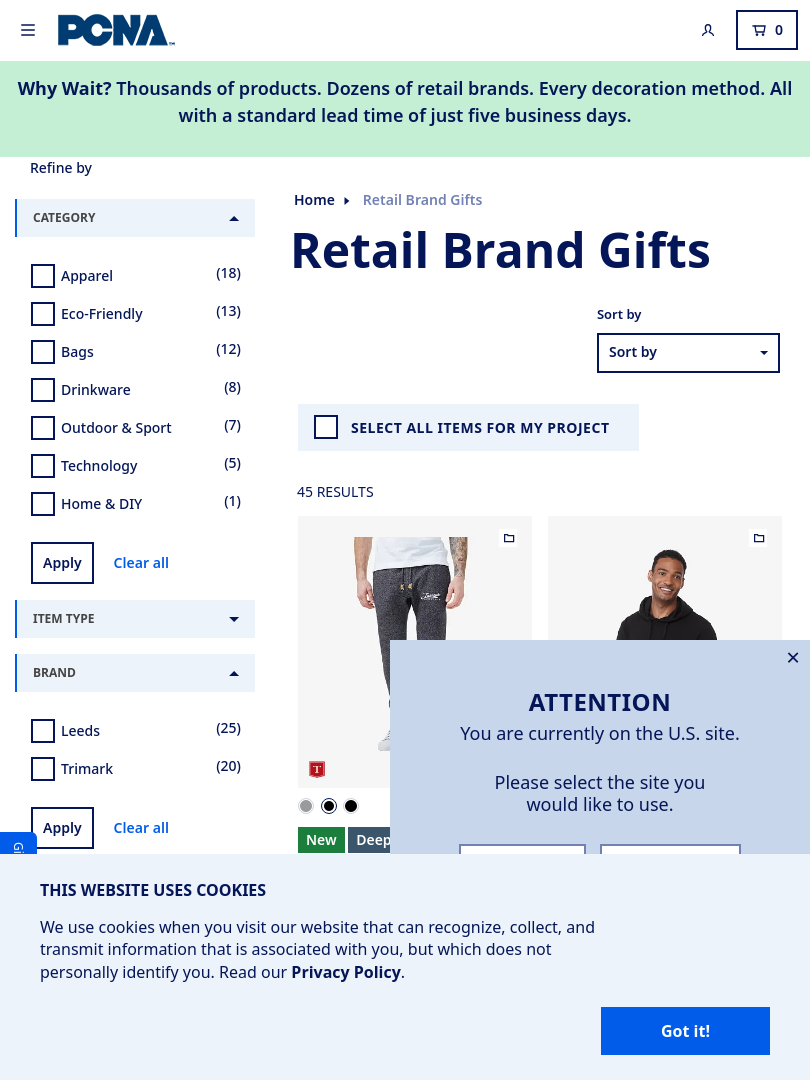 PCNA
0
Why Wait? Thousands of products. Dozens of retail brands. Every decoration method. All
with a standard lead time of just five business days.
Refine by
CATEGORY
Apparel (18)
Eco-Friendly (13)
Bags (12)
Drinkware (8)
Outdoor & Sport (7)
Technology (5)
Home & DIY (1)
Apply Clear all
ITEM TYPE
BRAND
Leeds (25)
Trimark (20)
Apply Clear all
Home Retail Brand Gifts
Retail Brand Gifts
Sort by
Sort by
SELECT ALL ITEMS FOR MY PROJECT
45 RESULTS
T
New Deep
ATTENTION
You are currently on the U.S. site.
Please select the site you
would like to use.
THIS WEBSITE USES COOKIES
We use cookies when you visit our website that can recognize, collect, and
transmit information that is associated with you, but which does not
personally identify you. Read our Privacy Policy.
Got it!